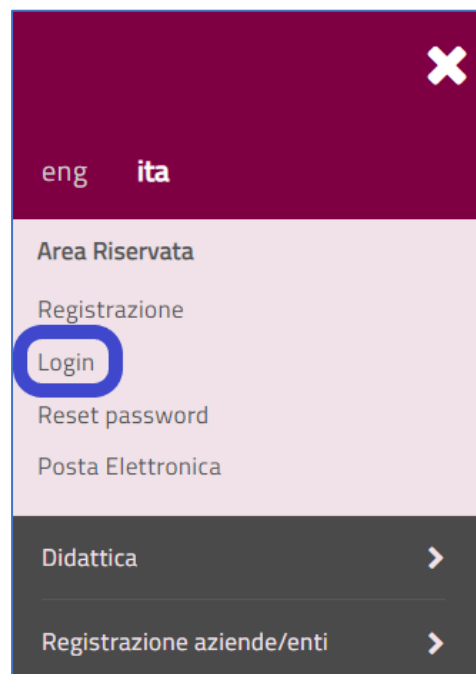 eng ita
Area Riservata
Registrazione
Login
Reset password
Posta Elettronica
Didattica
Registrazione aziende/enti